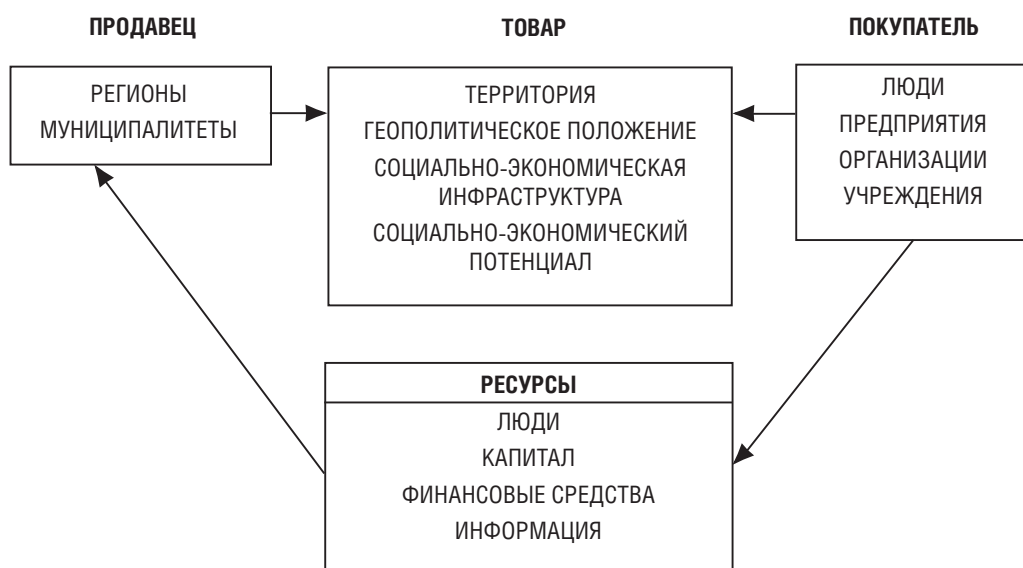 ПРОДАВЕЦ
ТОВАР
ПОКУПАТЕЛЬ
РЕГИОНЫ
МУНИЦИПАЛИТЕТЫ
ТЕРРИТОРИЯ
ГЕОПОЛИТИЧЕСКОЕ ПОЛОЖЕНИЕ
СОЦИАЛЬНО-ЭКОНОМИЧЕСКАЯ
ИНФРАСТРУКТУРА
СОЦИАЛЬНО-ЭКОНОМИЧЕСКИЙ
ПОТЕНЦИАЛ
ЛЮДИ
ПРЕДПРИЯТИЯ
ОРГАНИЗАЦИИ
УЧРЕЖДЕНИЯ
РЕСУРСЫ
ЛЮДИ
КАПИТАЛ
ФИНАНСОВЫЕ СРЕДСТВА
ИНФОРМАЦИЯ